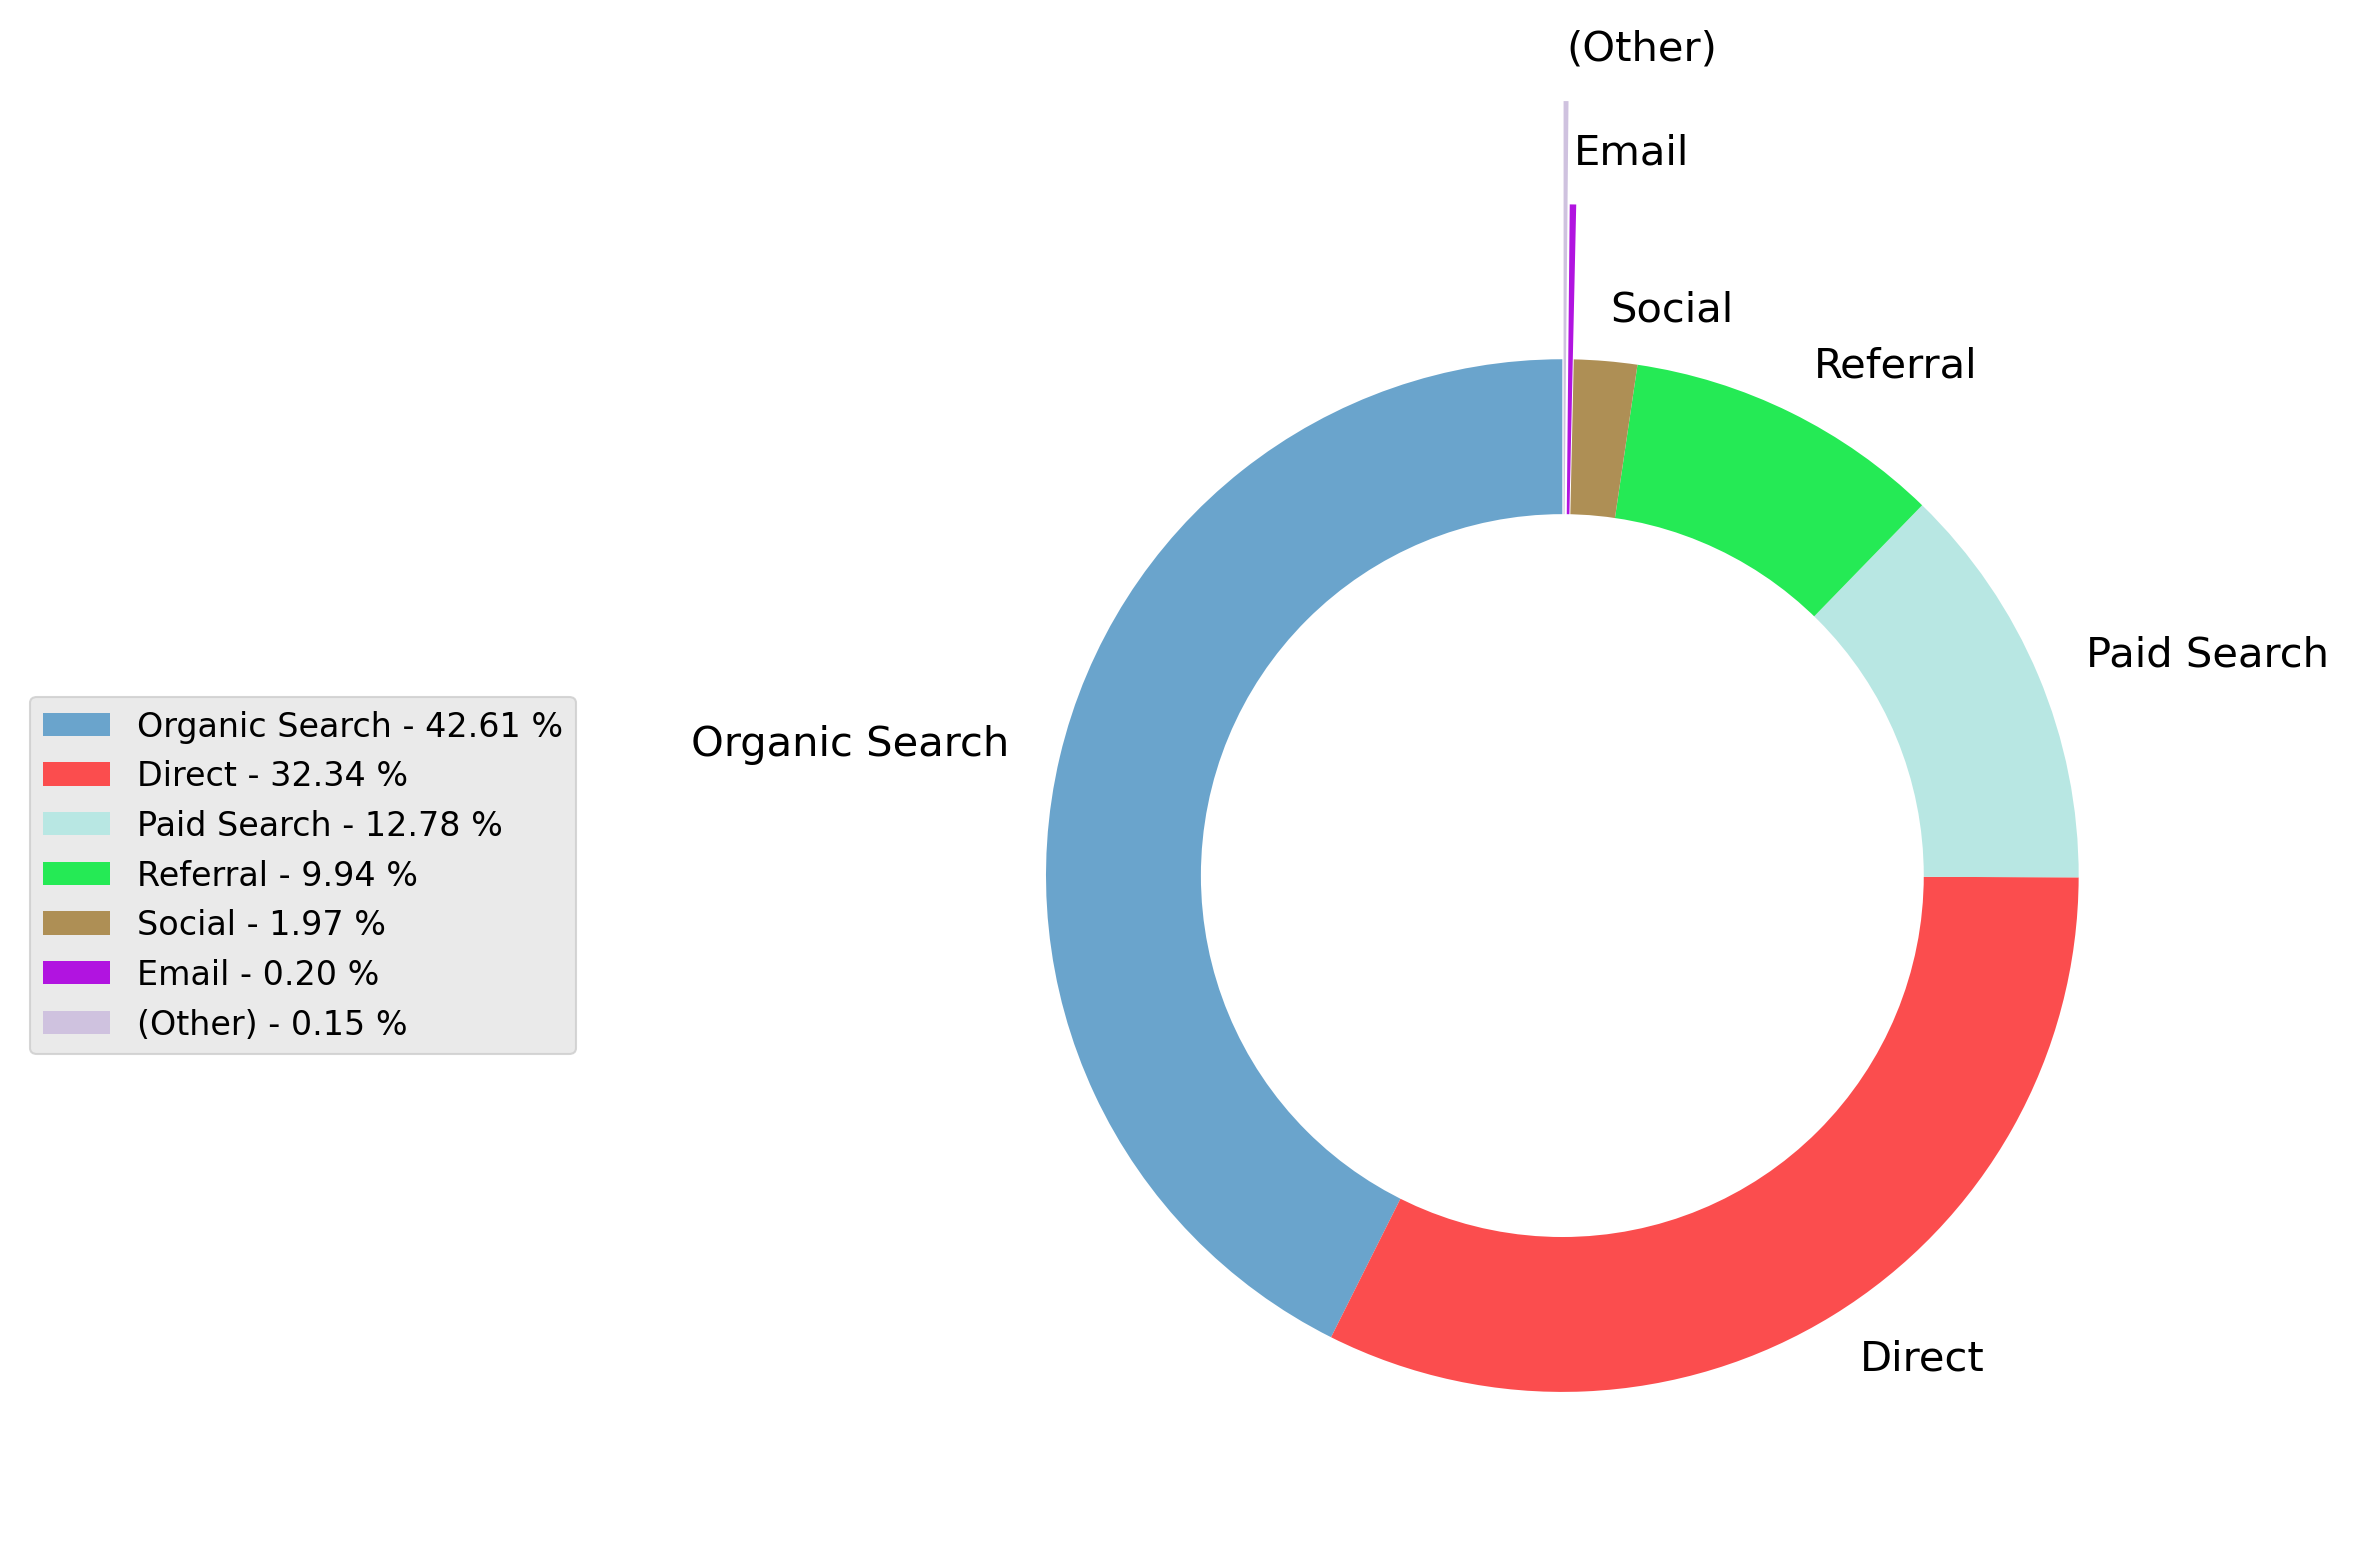 (Other)
Email
Social
Referral
Paid Search
Organic Search
Direct
Organic Search - 42.61 %
Direct - 32.34 %
Paid Search - 12.78 %
Referral - 9.94 %
Social - 1.97 %
Email - 0.20 %
(Other) - 0.15 %